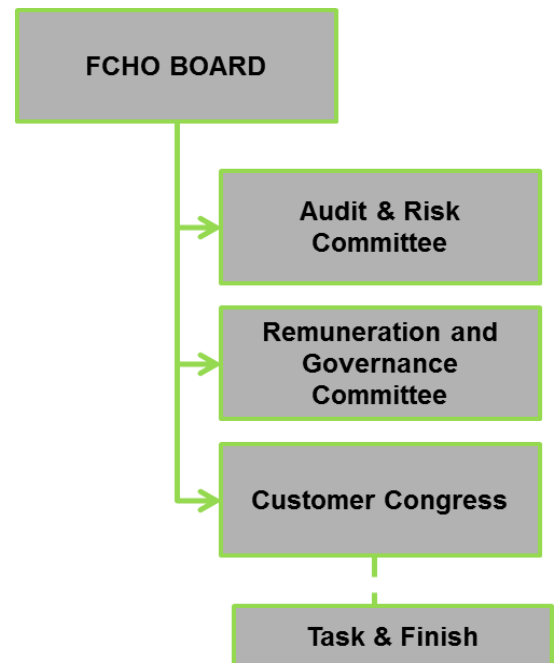 FCHO BOARD
Audit & Risk
Committee
Remuneration and
Governance
Committee
Customer Congress
Task & Finish